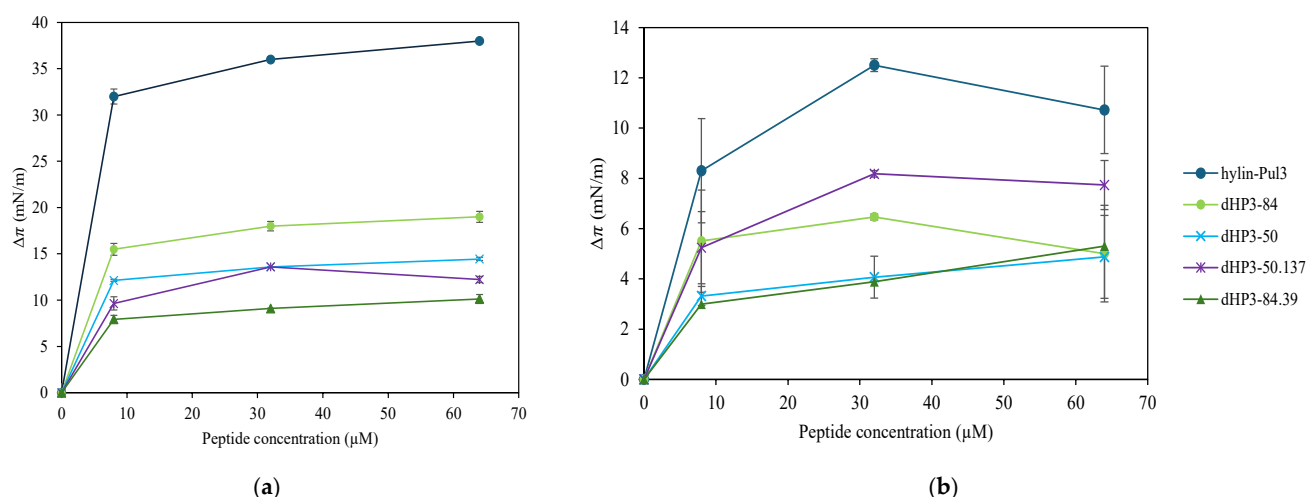 40
35
30
25
20
15
10
5
0
Δπ (mN/m)
0 10 20 30 40 50 60 70
Peptide concentration (µM)
(a)
14
12
10
8
6
4
2
0
Δπ (mN/m)
0 10 20 30 40 50 60 70
Peptide concentration (µM)
(b)
hylin-Pul3
dHP3-84
dHP3-50
dHP3-50.137
dHP3-84.39